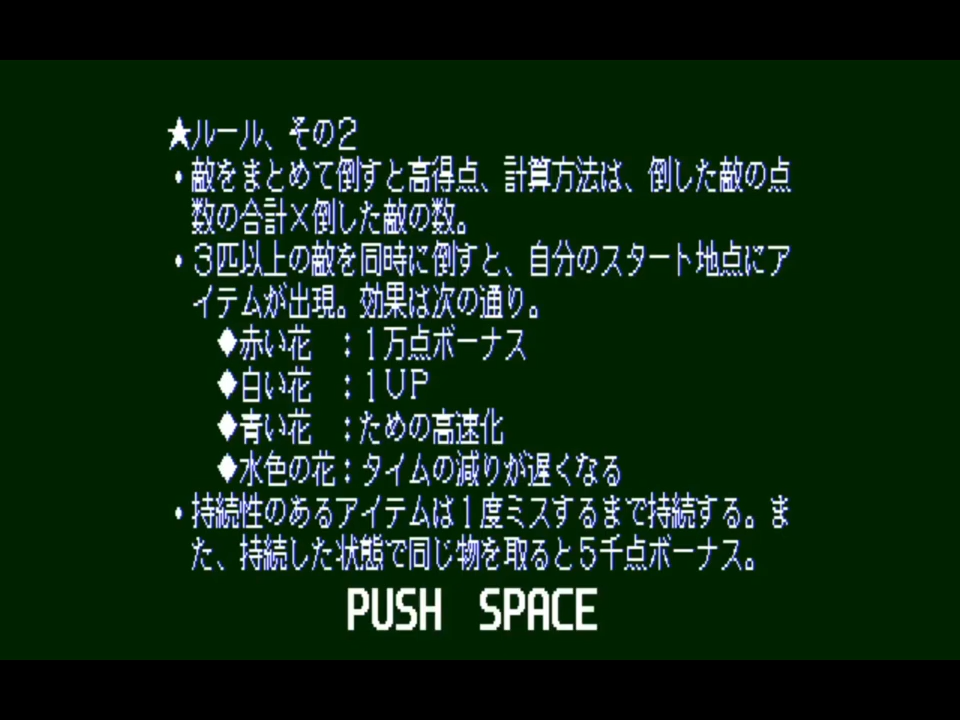 ★ルール、その2
・敵をまとめて倒すと高得点、計算方法は、倒した敵の点
数の合計×倒した敵の数。
・3匹以上の敵を同時に倒すと、自分のスタート地点にア
イテムが出現。効果は次の通り。
◆赤い花　：1万点ボーナス
◆白い花　：1UP
◆青い花　：ための高速化
◆水色の花：タイムの減りが遅くなる
・持続性のあるアイテムは1度ミスするまで持続する。ま
た、持続した状態で同じ物を取ると5千点ボーナス。
PUSH SPACE